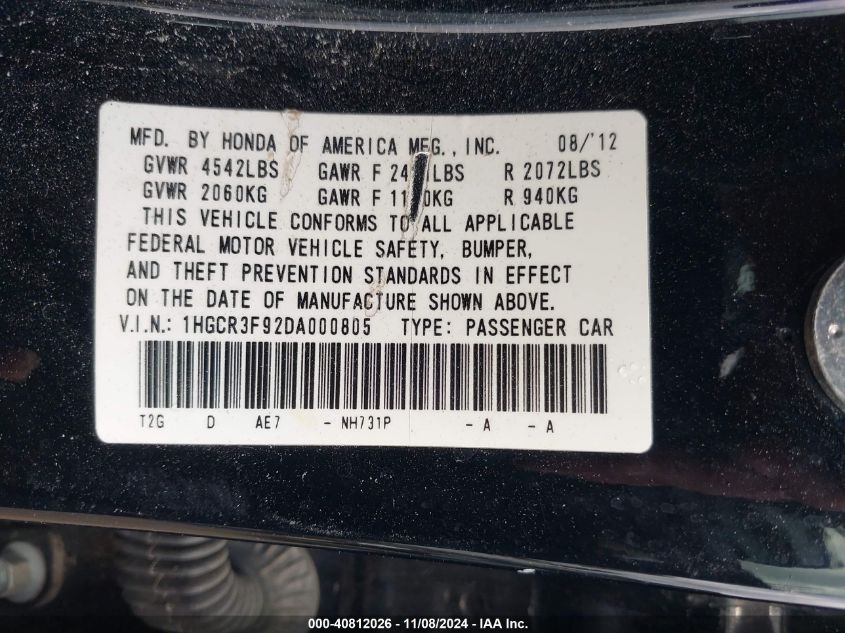 MFD. BY HONDA OF AMERICA MFG., INC. 08/'12
GVWR 4542LBS GAWR F LBS R 2072LBS
GVWR 2060KG GAWR F KG R 940KG
THIS VEHICLE CONFORMS TO ALL APPLICABLE
FEDERAL MOTOR VEHICLE SAFETY, BUMPER,
AND THEFT PREVENTION STANDARDS IN EFFECT
ON THE DATE OF MANUFACTURE SHOWN ABOVE.
V.I.N.: 1HGCR3F92DA000805 TYPE: PASSENGER CAR
T2G D AE7 - NH731P - A - A
000-40812026 - 11/08/2024 - IAA Inc.